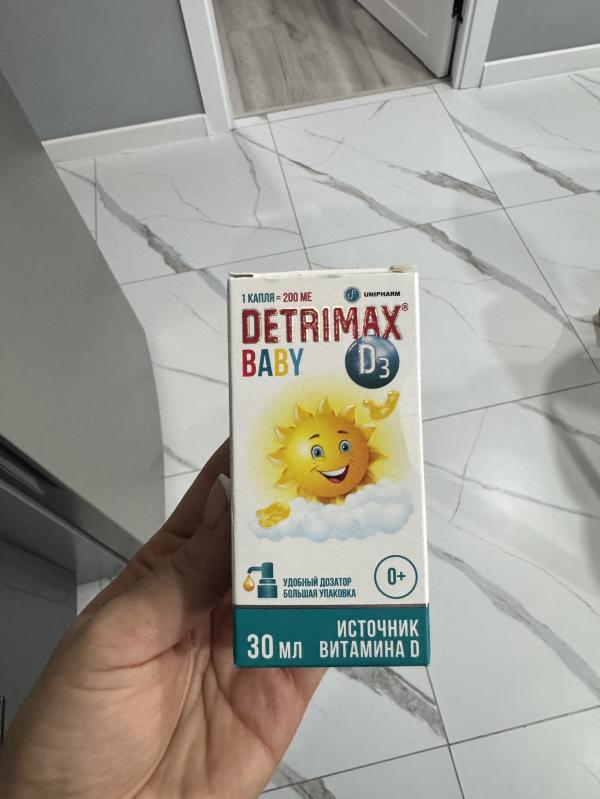 1 КАПЛЯ = 200 МЕ
UNIPHARM
DETRIMAX®
BABY
D3
УДОБНЫЙ ДОЗАТОР
БОЛЬШАЯ УПАКОВКА
0+
30 МЛ
ИСТОЧНИК
ВИТАМИНА D